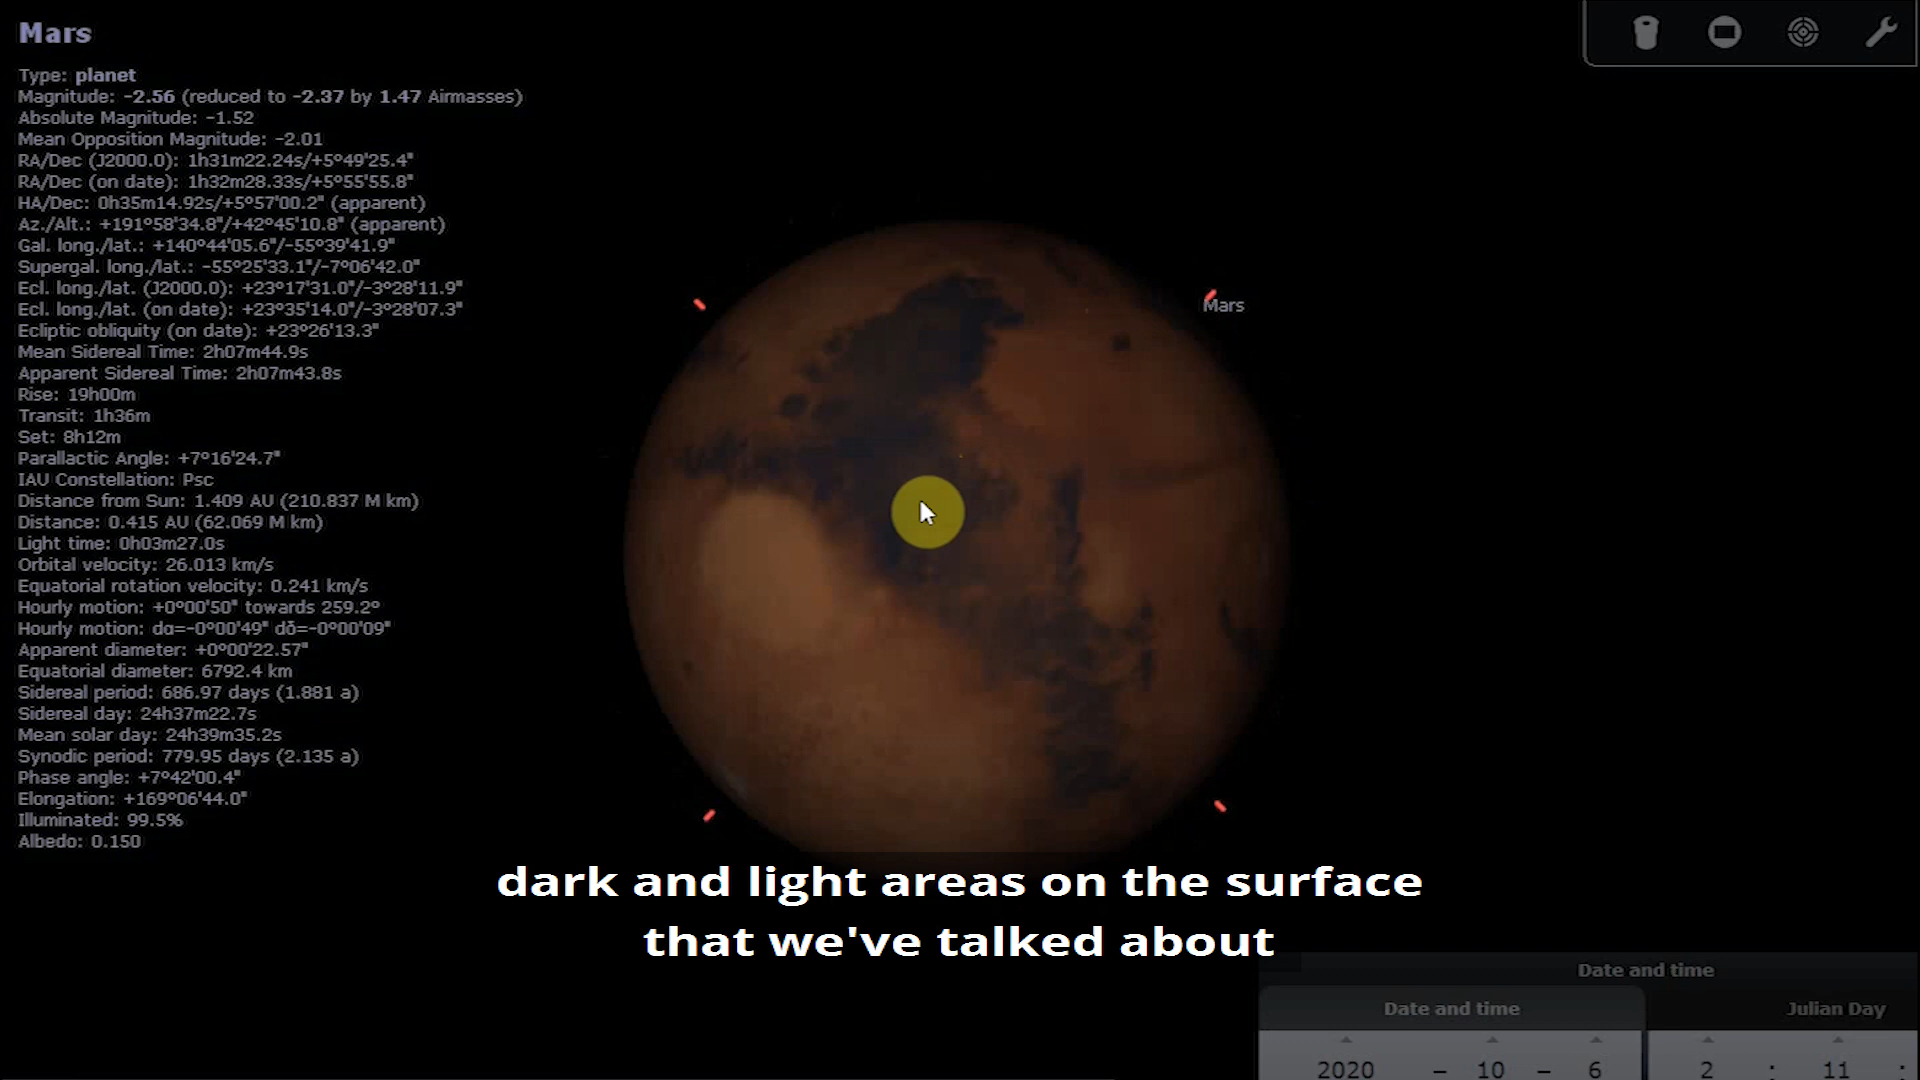 Mars
Type: planet
Magnitude: -2.56 (reduced to -2.37 by 1.47 Airmasses)
Absolute Magnitude: -1.52
Mean Opposition Magnitude: -2.01
RA/Dec (J2000.0): 1h31m22.24s/+5°49'25.4"
RA/Dec (on date): 1h32m28.33s/+5°55'55.8"
HA/Dec: 0h35m14.92s/+5°57'00.2" (apparent)
Az./Alt.: +191°58'34.8"/+42°45'10.8" (apparent)
Gal. long./lat.: +140°44'05.6"/-55°39'41.9"
Supergal. long./lat.: -55°25'33.1"/-7°06'42.0"
Ecl. long./lat. (J2000.0): +23°17'31.0"/-3°28'11.9"
Ecl. long./lat. (on date): +23°35'14.0"/-3°28'07.3"
Ecliptic obliquity (on date): +23°26'13.3"
Mean Sidereal Time: 2h07m44.9s
Apparent Sidereal Time: 2h07m43.8s
Rise: 19h00m
Transit: 1h36m
Set: 8h12m
Parallactic Angle: +7°16'24.7"
IAU Constellation: Psc
Distance from Sun: 1.409 AU (210.837 M km)
Distance: 0.415 AU (62.069 M km)
Light time: 0h03m27.0s
Orbital velocity: 26.013 km/s
Equatorial rotation velocity: 0.241 km/s
Hourly motion: +0°00'50" towards 259.2°
Hourly motion: dα=-0°00'49" dδ=-0°00'09"
Apparent diameter: +0°00'22.57"
Equatorial diameter: 6792.4 km
Sidereal period: 686.97 days (1.881 a)
Sidereal day: 24h37m22.7s
Mean solar day: 24h39m35.2s
Synodic period: 779.95 days (2.135 a)
Phase angle: +7°42'00.4"
Elongation: +169°06'44.0"
Illuminated: 99.5%
Albedo: 0.150
Mars
dark and light areas on the surface
that we've talked about
Date and time
Date and time Julian Day
2020 - 10 - 6 2 : 11 :